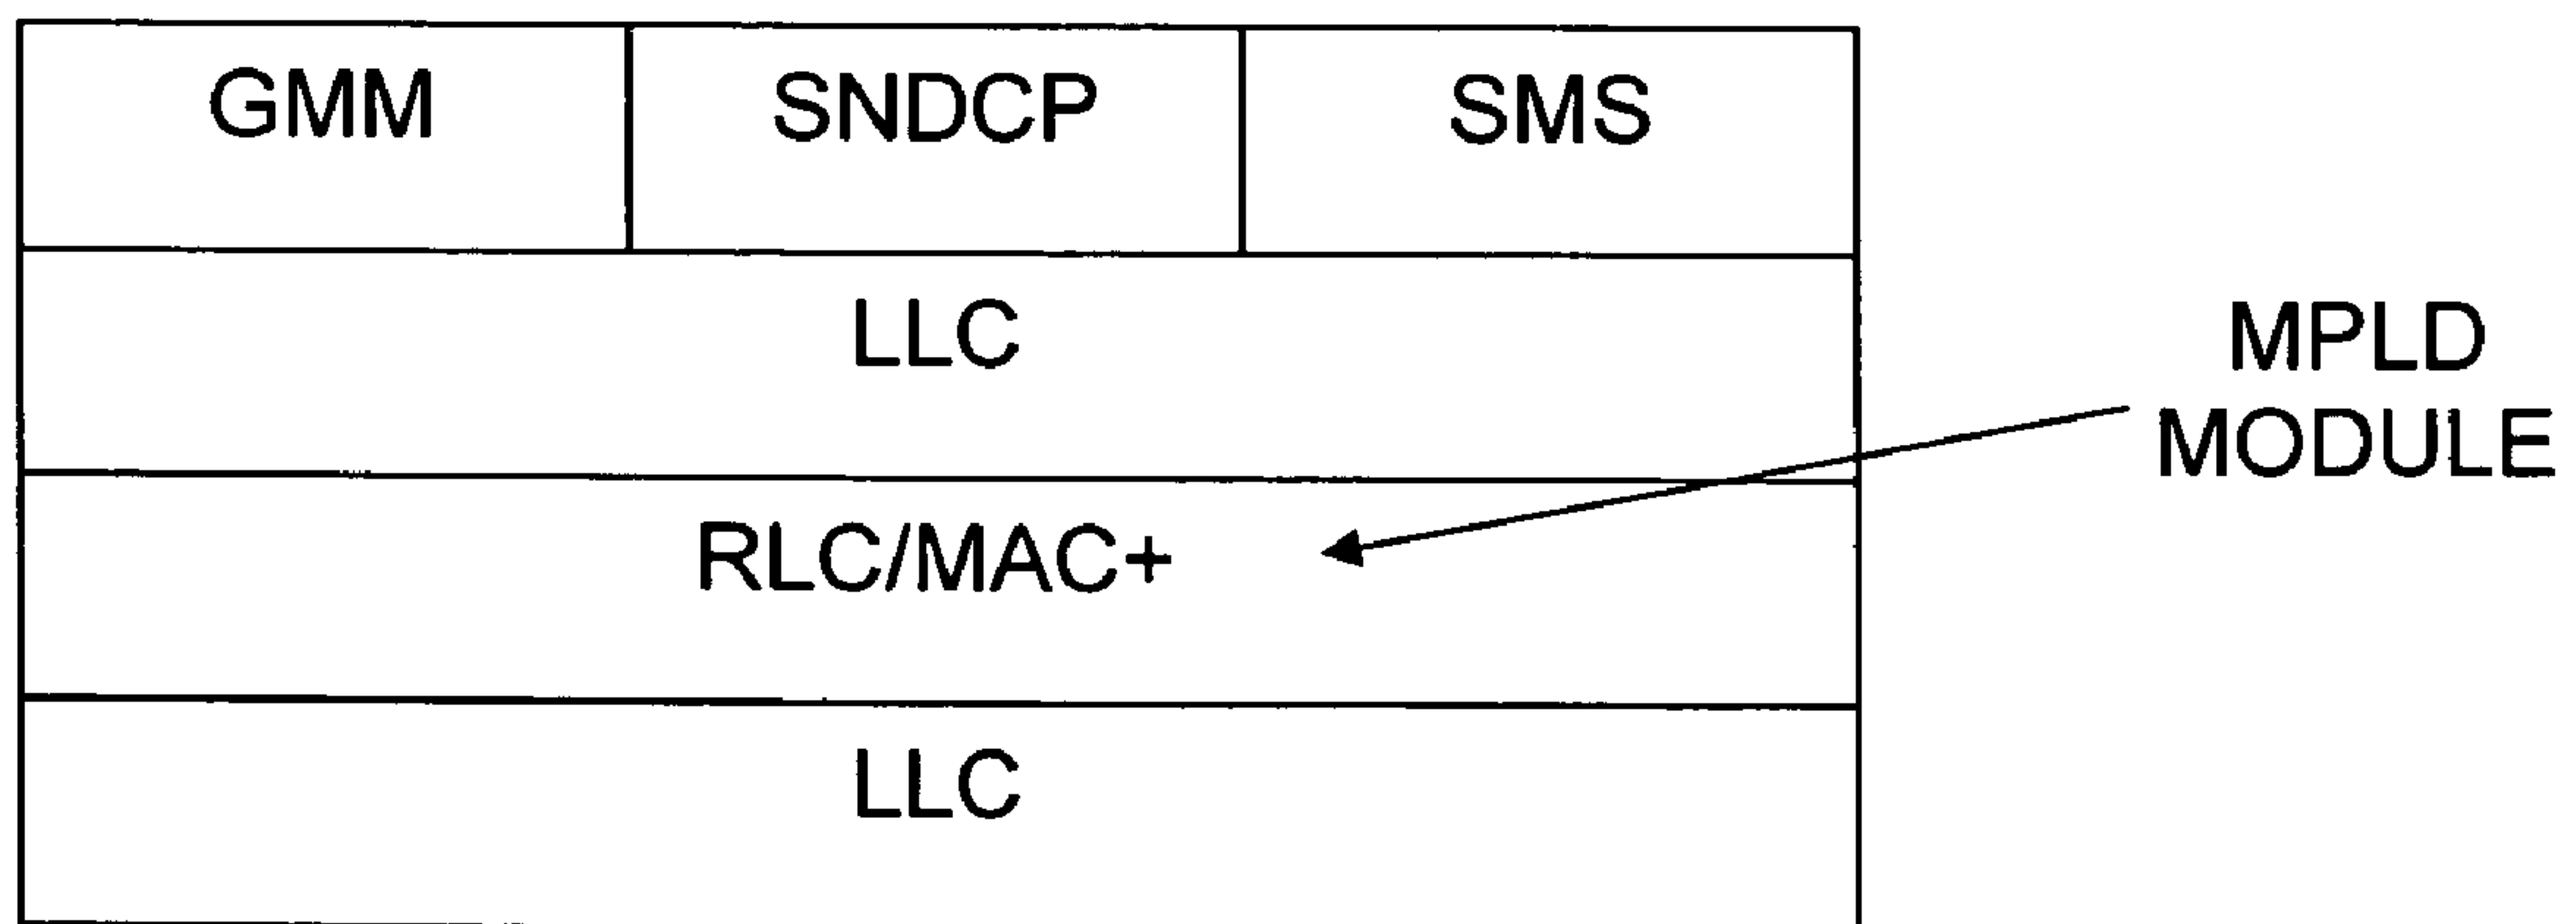 GMM SNDCP SMS
LLC
MPLD
MODULE
RLC/MAC+
LLC